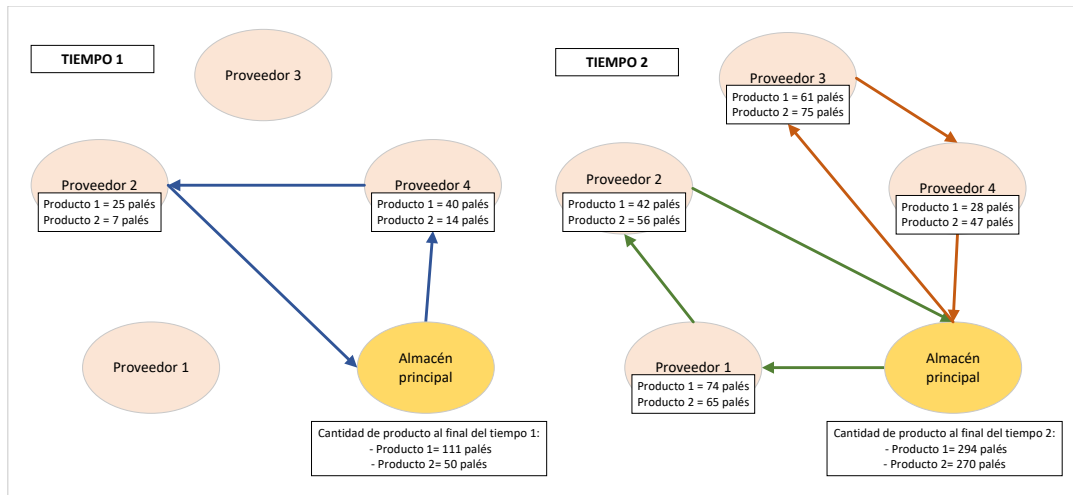 TIEMPO 1
Proveedor 3
Proveedor 2
Producto 1 = 25 palés
Producto 2 = 7 palés
Proveedor 4
Producto 1 = 40 palés
Producto 2 = 14 palés
Proveedor 1
Almacén
principal
Cantidad de producto al final del tiempo 1:
- Producto 1= 111 palés
- Producto 2= 50 palés
TIEMPO 2
Proveedor 3
Producto 1 = 61 palés
Producto 2 = 75 palés
Proveedor 2
Producto 1 = 42 palés
Producto 2 = 56 palés
Proveedor 4
Producto 1 = 28 palés
Producto 2 = 47 palés
Proveedor 1
Producto 1 = 74 palés
Producto 2 = 65 palés
Almacén
principal
Cantidad de producto al final del tiempo 2:
- Producto 1= 294 palés
- Producto 2= 270 palés